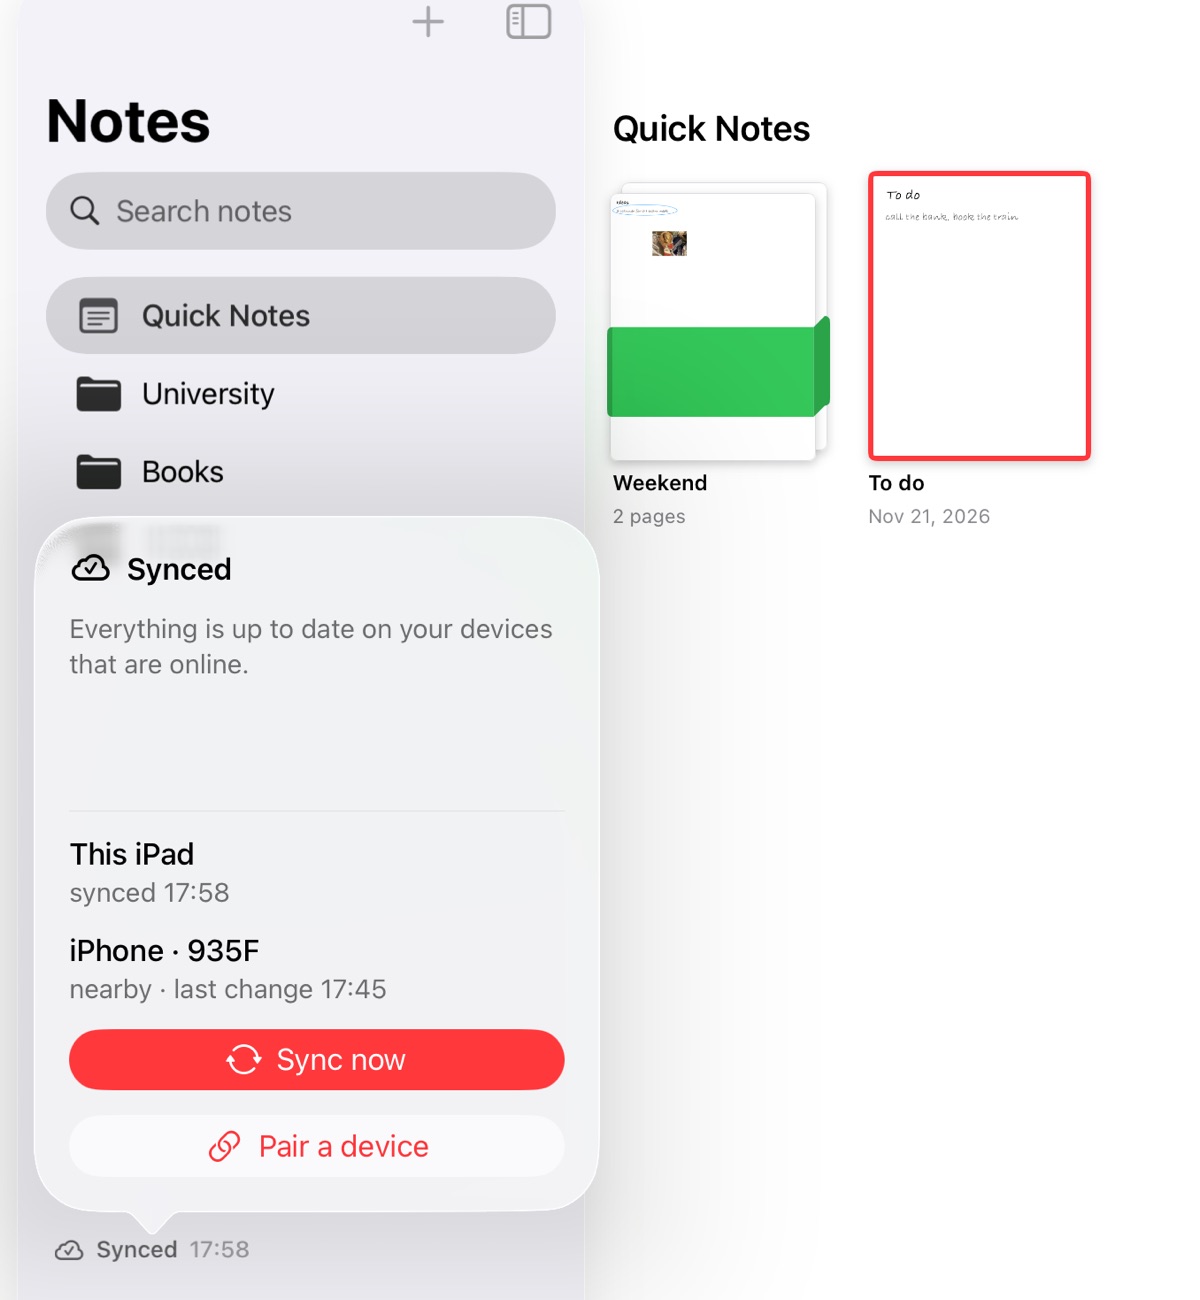 Notes
Search notes
Quick Notes
University
Books
Synced
Everything is up to date on your devices
that are online.
This iPad
synced 17:58
iPhone · 935F
nearby · last change 17:45
Sync now
Pair a device
Synced 17:58
Quick Notes
To do
call the bank, book the train
Weekend
2 pages
To do
Nov 21, 2026